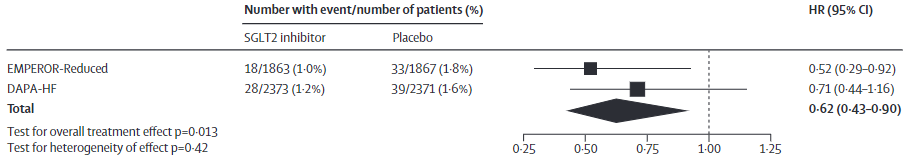 Number with event/number of patients (%) HR (95% CI)
SGLT2 inhibitor Placebo
EMPEROR-Reduced 18/1863 (1·0%) 33/1867 (1·8%) 0·52 (0·29–0·92)
DAPA-HF 28/2373 (1·2%) 39/2371 (1·6%) 0·71 (0·44–1·16)
Total 0·62 (0·43–0·90)
Test for overall treatment effect p=0·013
Test for heterogeneity of effect p=0·42
0·25 0·50 0·75 1·00 1·25